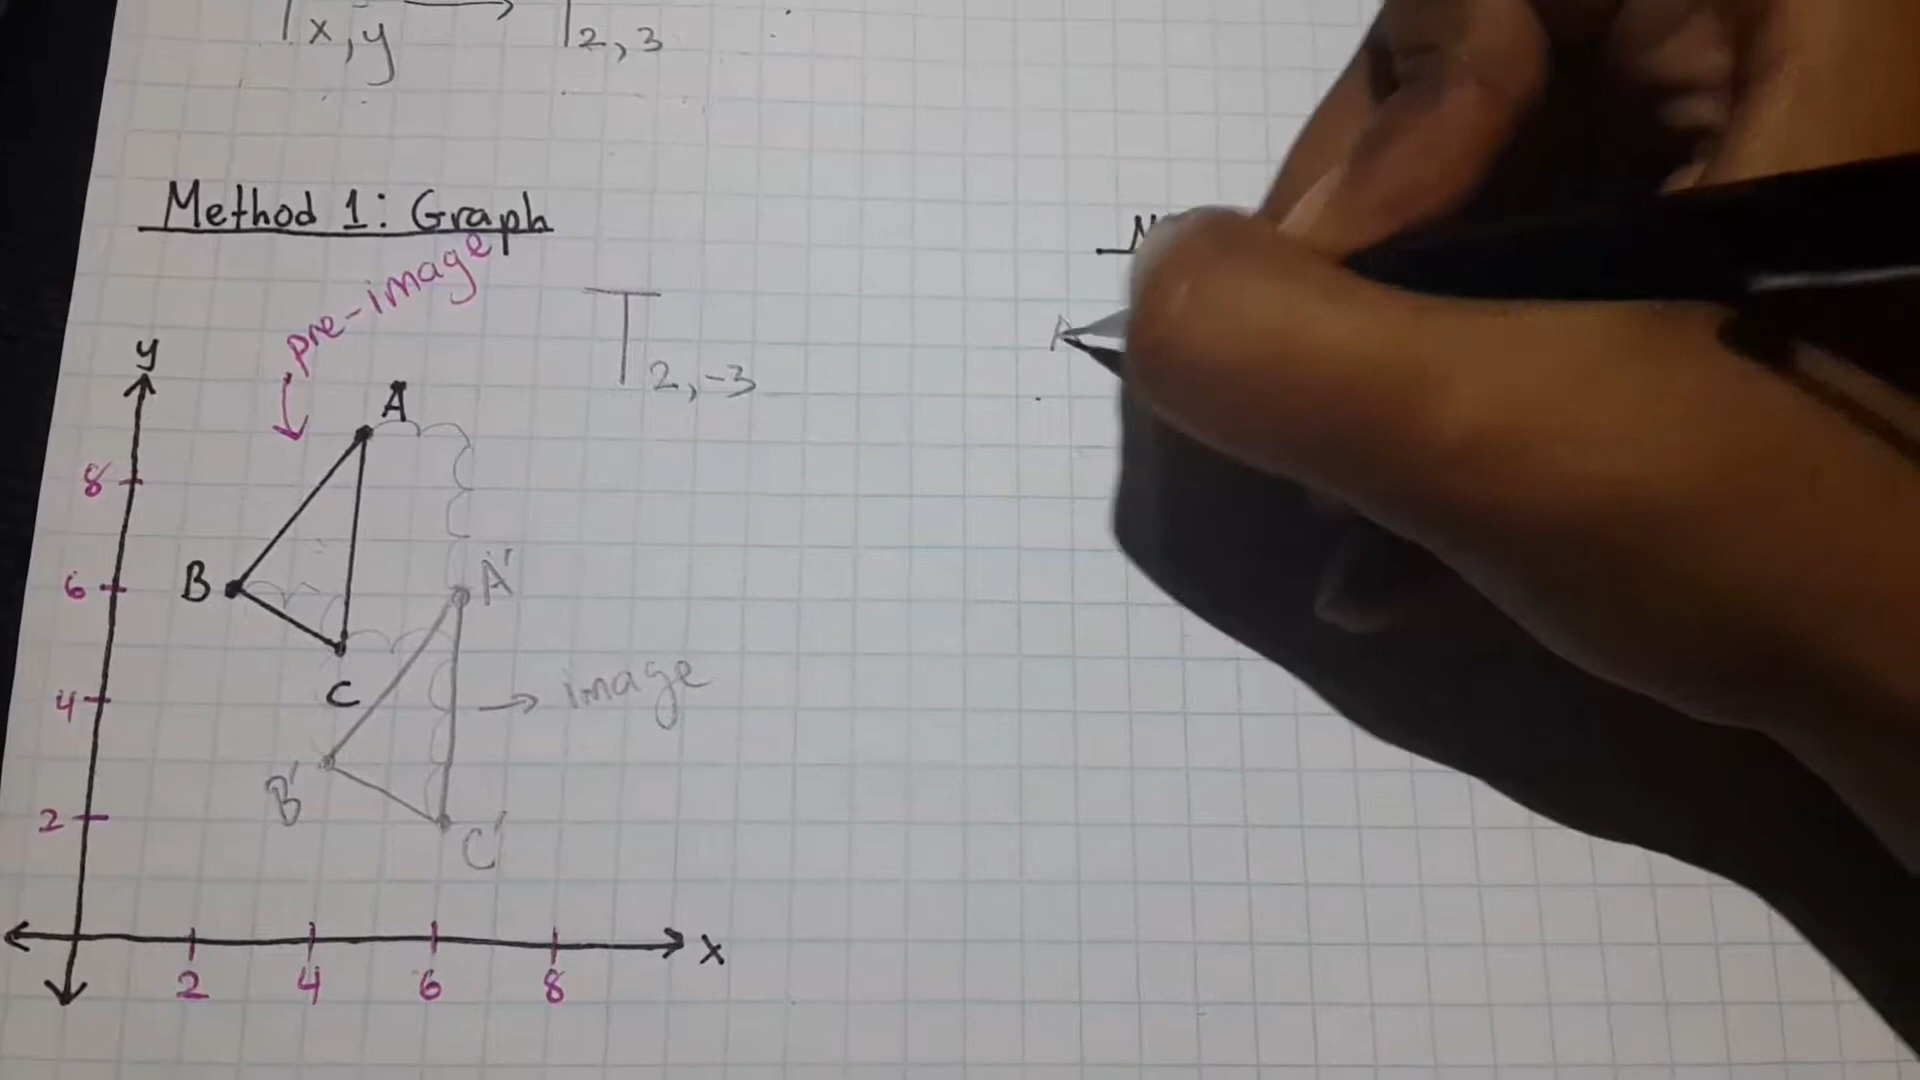 T x,y → T 2,3
Method 1: Graph
pre-image
T 2,-3
y
A
8
B
6
A'
C
4
image
B'
2
C'
x
2 4 6 8
A